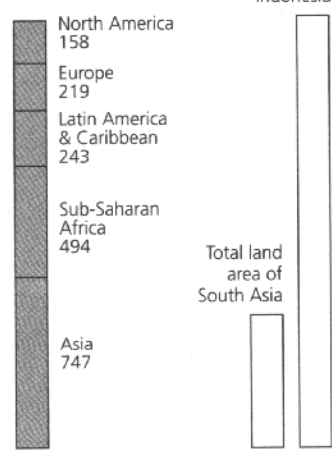 Indonesia
North America
158
Europe
219
Latin America
& Caribbean
243
Sub-Saharan
Africa
494
Total land
area of
South Asia
Asia
747